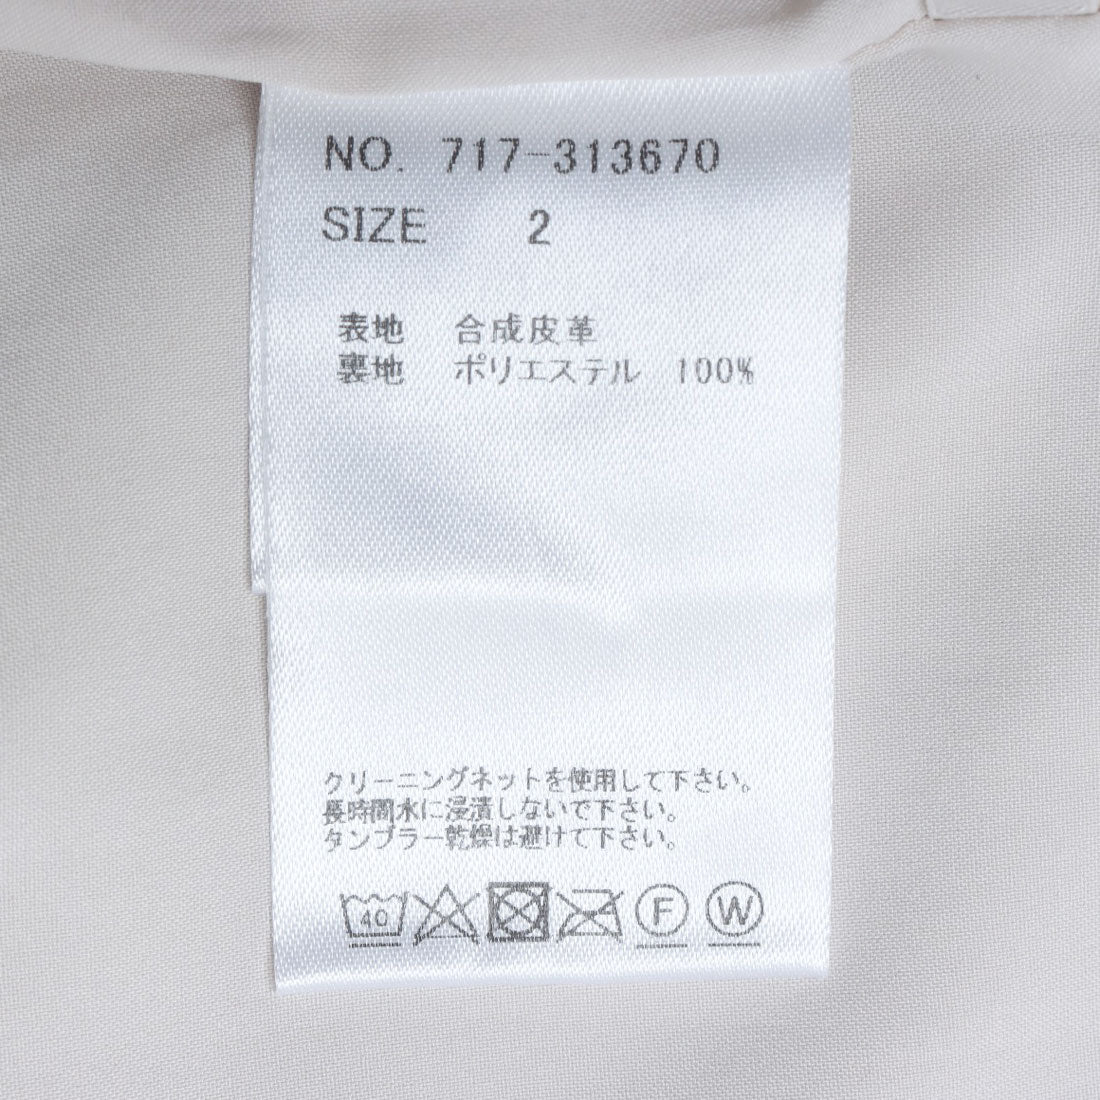 NO. 717-313670
SIZE 2
表地 合成皮革
裏地 ポリエステル 100%
クリーニングネットを使用して下さい。
長時間水に浸漬しないで下さい。
タンブラー乾燥は避けて下さい。
40 F W